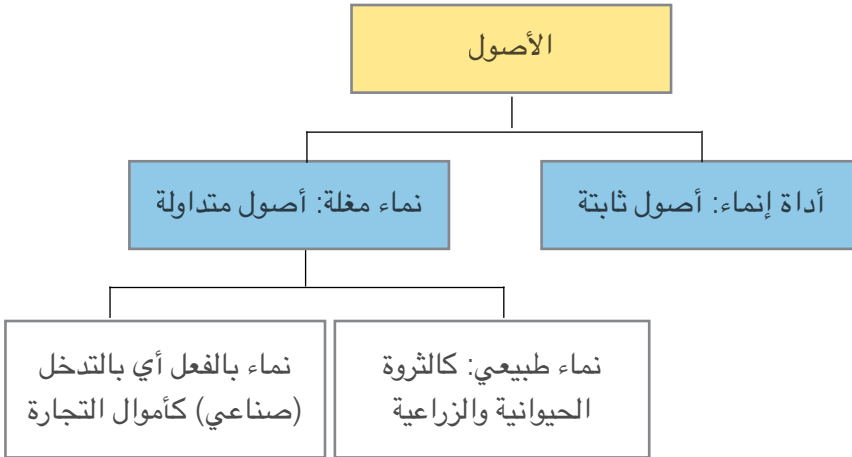 الأصول
أداة إنماء: أصول ثابتة
نماء مغلة: أصول متداولة
نماء طبيعي: كالثروة
الحيوانية والزراعية
نماء بالفعل أي بالتدخل
(صناعي) كأموال التجارة